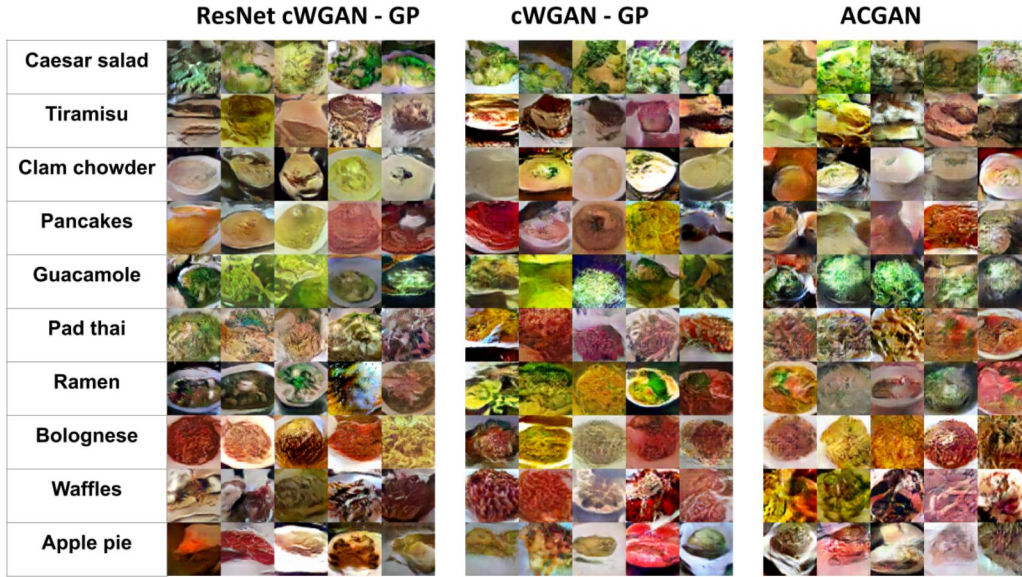 ResNet cWGAN - GP cWGAN - GP ACGAN
Caesar salad
Tiramisu
Clam chowder
Pancakes
Guacamole
Pad thai
Ramen
Bolognese
Waffles
Apple pie